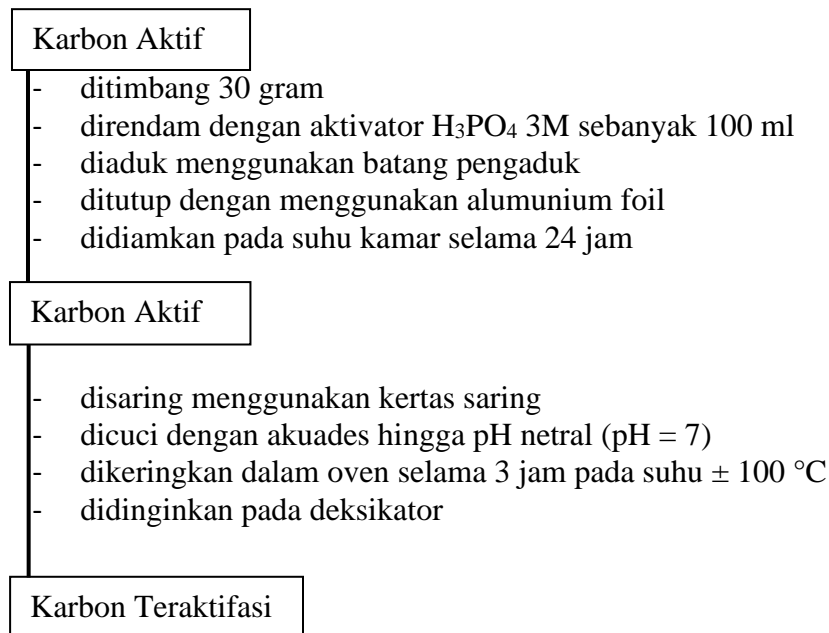 Karbon Aktif
- ditimbang 30 gram
- direndam dengan aktivator H₃PO₄ 3M sebanyak 100 ml
- diaduk menggunakan batang pengaduk
- ditutup dengan menggunakan alumunium foil
- didiamkan pada suhu kamar selama 24 jam
Karbon Aktif
- disaring menggunakan kertas saring
- dicuci dengan akuades hingga pH netral (pH = 7)
- dikeringkan dalam oven selama 3 jam pada suhu ± 100 °C
- didinginkan pada deksikator
Karbon Teraktifasi